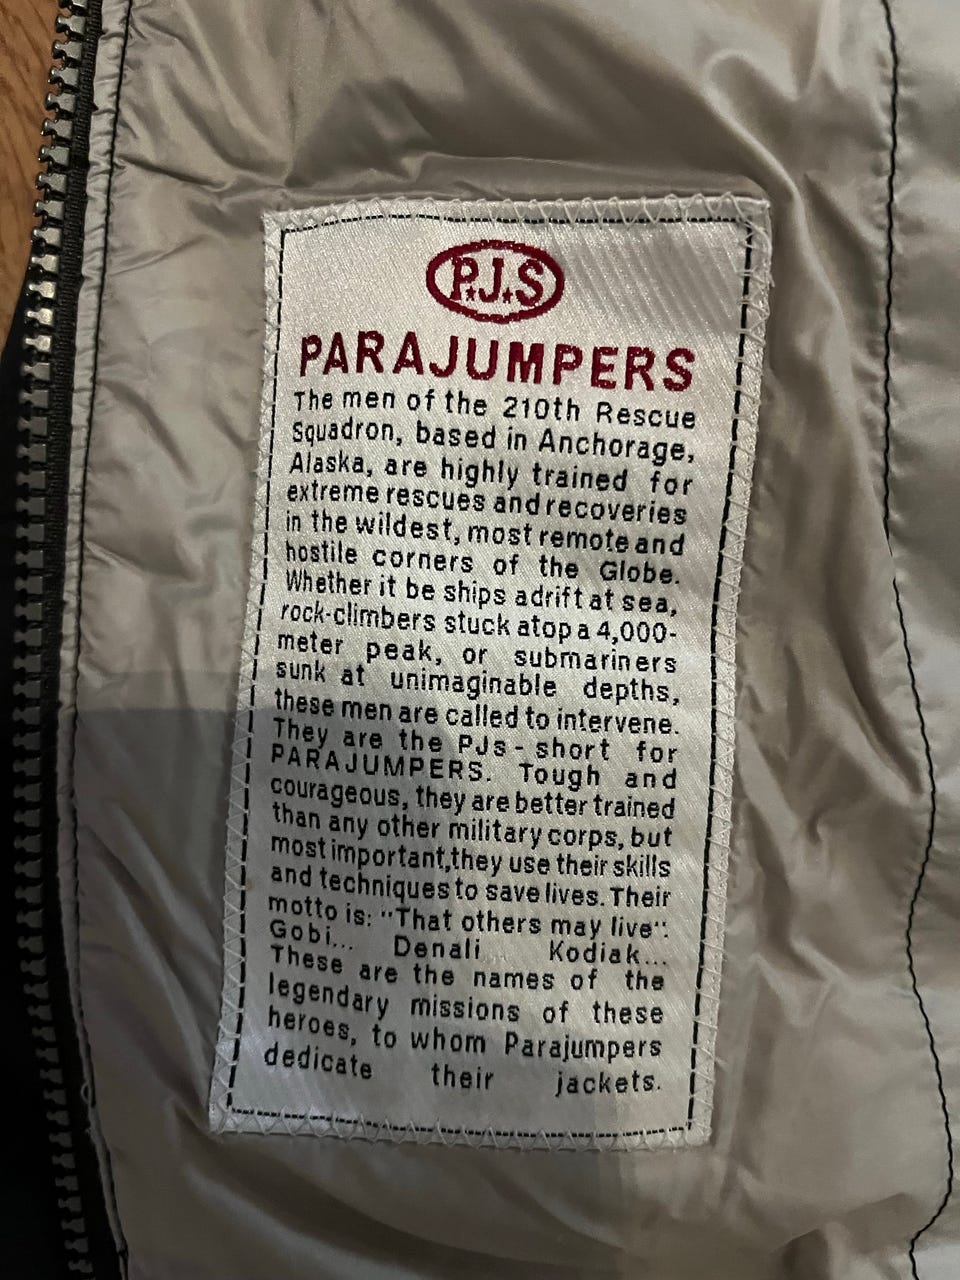 P.J.S
PARAJUMPERS
The men of the 210th Rescue
Squadron, based in Anchorage,
Alaska, are highly trained for
extreme rescues and recoveries
in the wildest, most remote and
hostile corners of the Globe.
Whether it be ships adrift at sea,
rock-climbers stuck atop a 4,000-
meter peak, or submariners
sunk at unimaginable depths,
these men are called to intervene.
They are the PJs - short for
PARAJUMPERS. Tough and
courageous, they are better trained
than any other military corps, but
most important,they use their skills
and techniques to save lives. Their
motto is: "That others may live".
Gobi... Denali... Kodiak...
These are the names of the
legendary missions of these
heroes, to whom Parajumpers
dedicate their jackets.